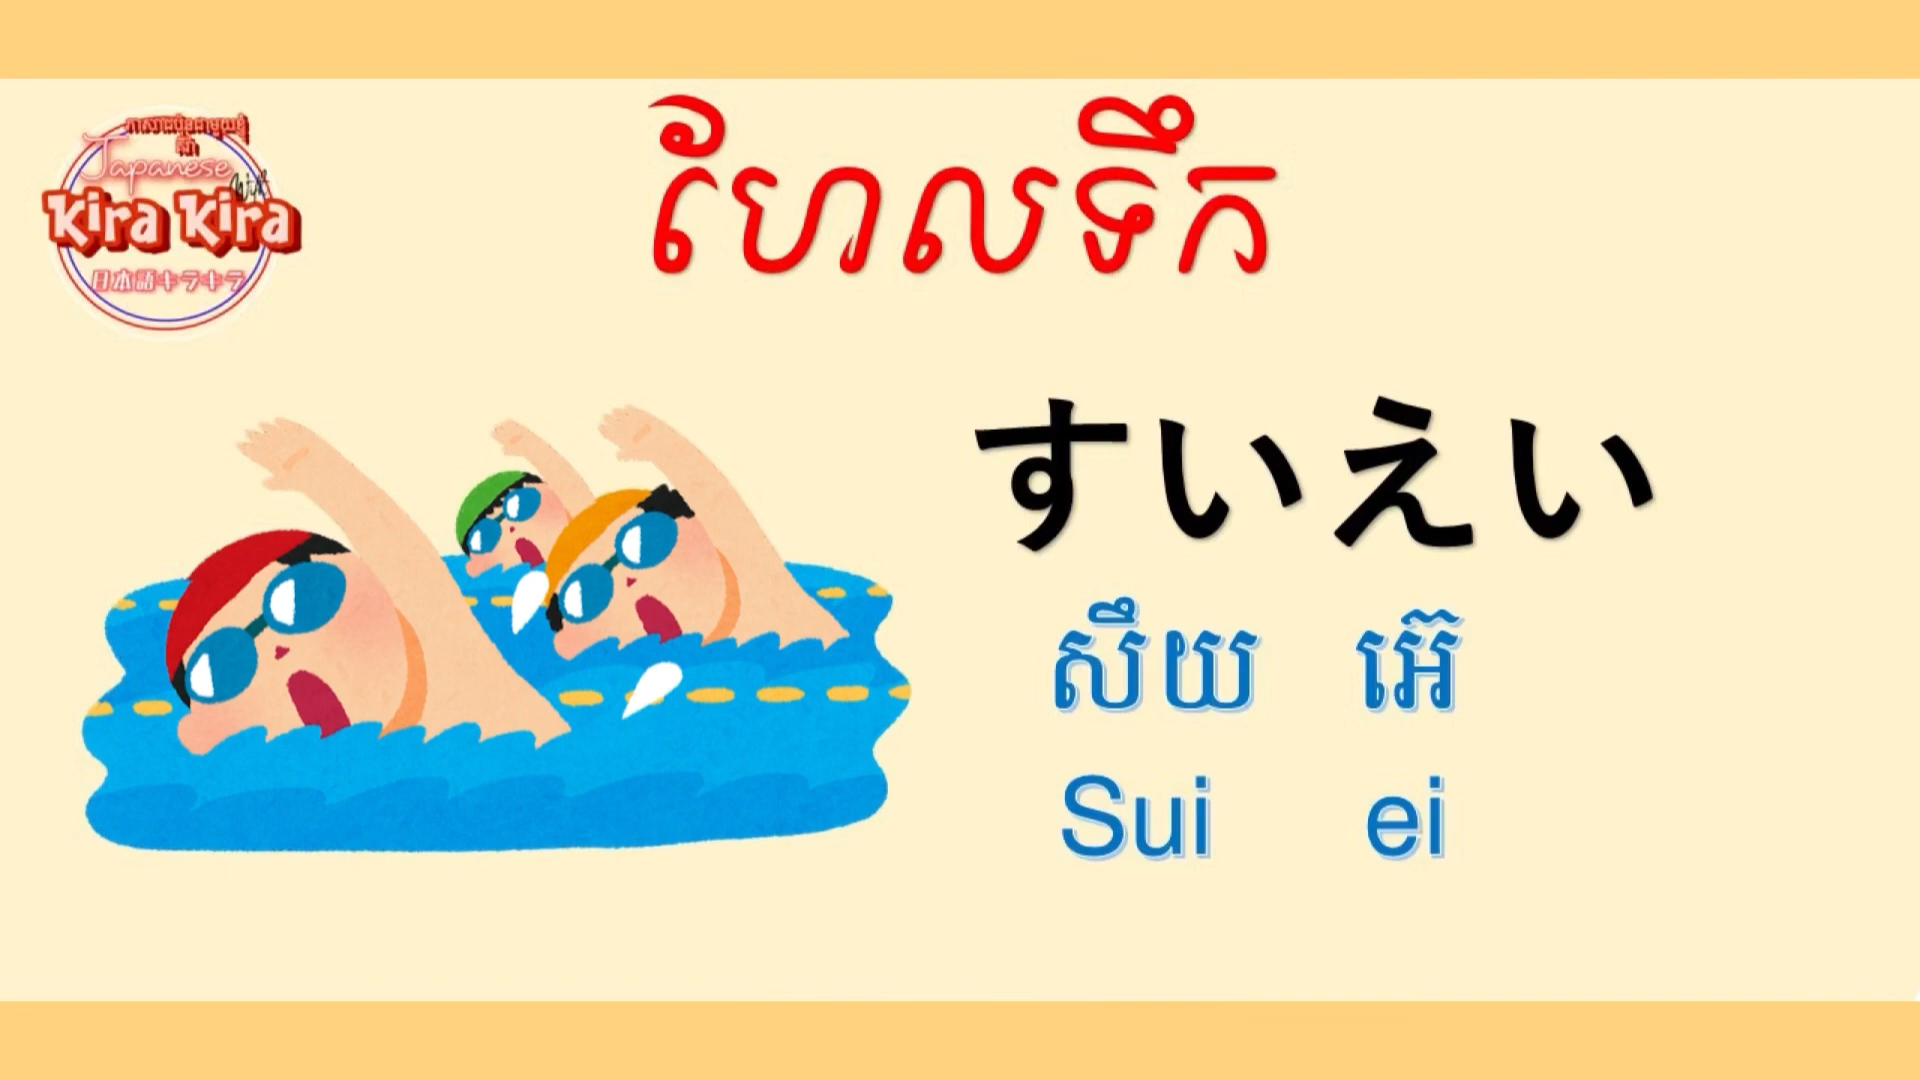 Japanese
with
Kira Kira
日本語キラキラ
ហែលទឹក
すいえい
ស៊ីយ អ៊េ
Sui ei